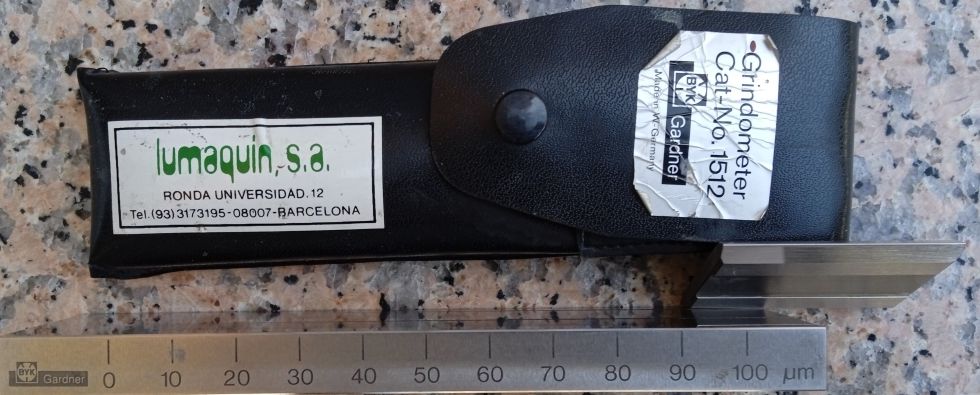 lumaquin, s.a.
RONDA UNIVERSIDAD. 12
Tel. (93) 3173195 - 08007 - BARCELONA
Grindometer
Cat-No. 1512
BYK Gardner
Made in W-Germany
BYK Gardner
0 10 20 30 40 50 60 70 80 90 100 µm